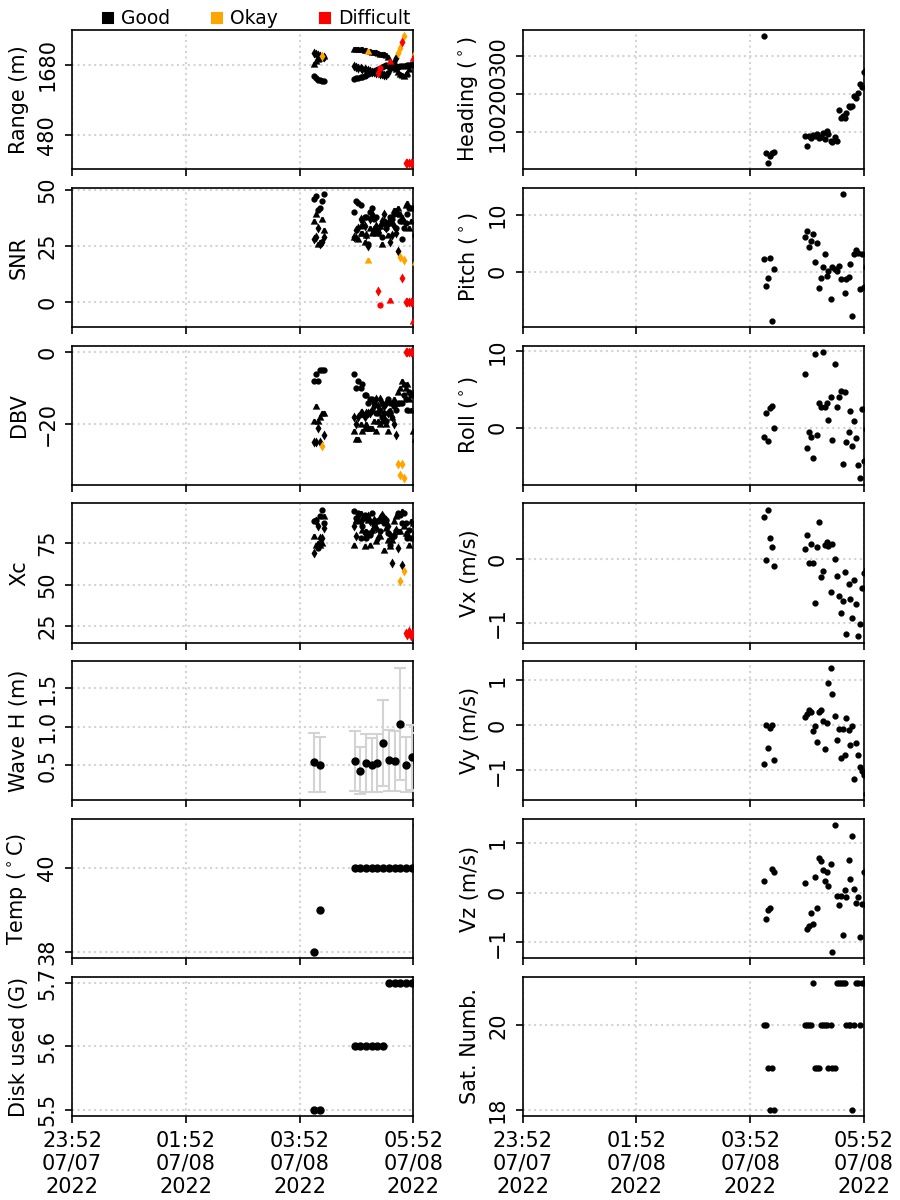 Good Okay Difficult
Range (m)
1680
480
Heading (°)
300
200
100
SNR
50
25
0
Pitch (°)
10
0
DBV
0
−20
Roll (°)
10
0
Xc
75
50
25
Vx (m/s)
0
−1
Wave H (m)
1.5
1.0
0.5
Vy (m/s)
1
0
−1
Temp (°C)
40
38
Vz (m/s)
1
0
−1
Disk used (G)
5.7
5.6
5.5
Sat. Numb.
20
18
23:52 01:52 03:52 05:52
07/07 07/08 07/08 07/08
2022 2022 2022 2022
23:52 01:52 03:52 05:52
07/07 07/08 07/08 07/08
2022 2022 2022 2022